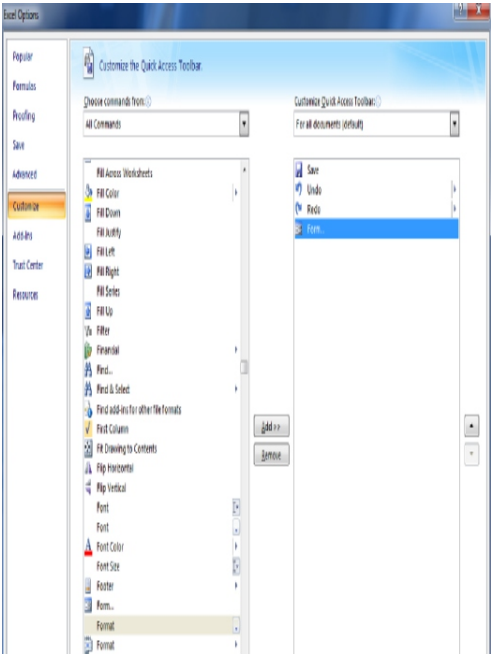 Excel Options
Popular
Formulas
Proofing
Save
Advanced
Customize
Add-Ins
Trust Center
Resources
Customize the Quick Access Toolbar.
Choose commands from:
All Commands
Fill Across Worksheets
Fill Color
Fill Down
Fill Justify
Fill Left
Fill Right
Fill Series
Fill Up
Filter
Financial
Find...
Find & Select
Find add-ins for other file formats
First Column
Fit Drawing to Contents
Flip Horizontal
Flip Vertical
Font
Font
Font Color
Font Size
Footer
Form...
Format
Format
Add >>
Remove
Customize Quick Access Toolbar:
For all documents (default)
Save
Undo
Redo
Form...